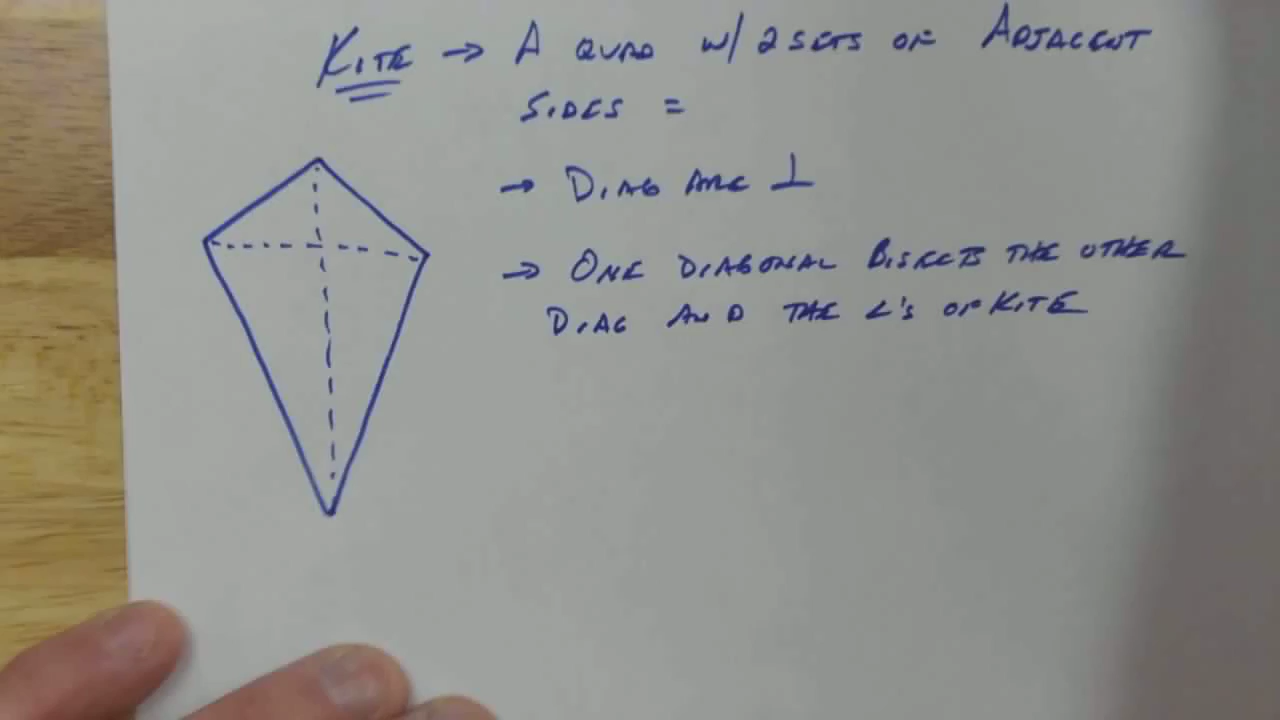 KITE → A QUAD W/ 2 SETS OF ADJACENT
SIDES =
→ DIAG ARE ⊥
→ ONE DIAGONAL BISECTS THE OTHER
DIAG AND THE ∠'s OF KITE